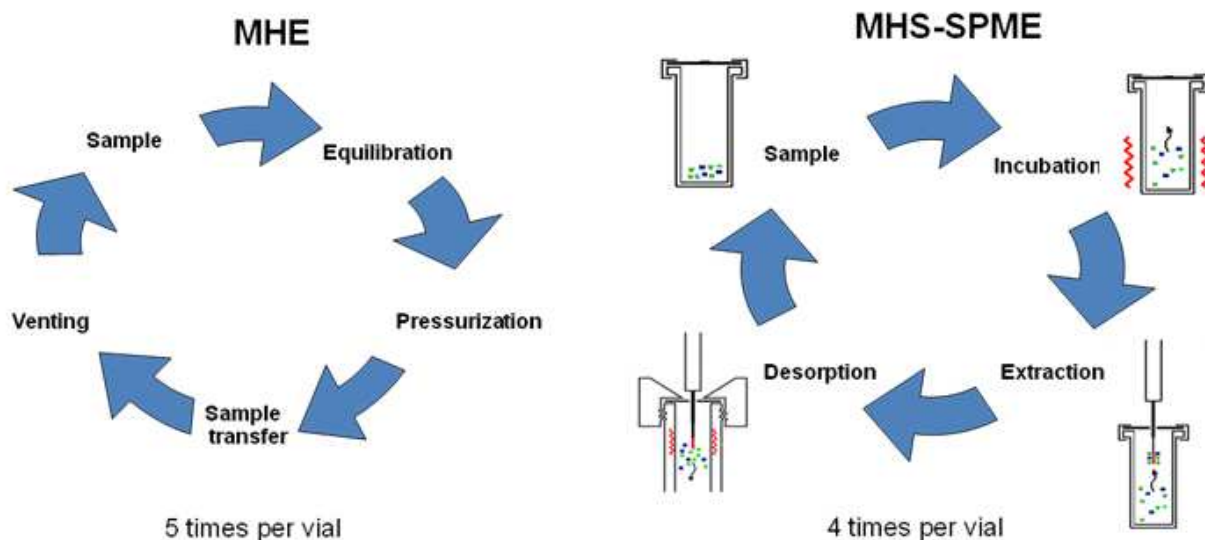 MHE
Sample
Equilibration
Pressurization
Sample
transfer
Venting
5 times per vial
MHS-SPME
Sample
Incubation
Extraction
Desorption
4 times per vial